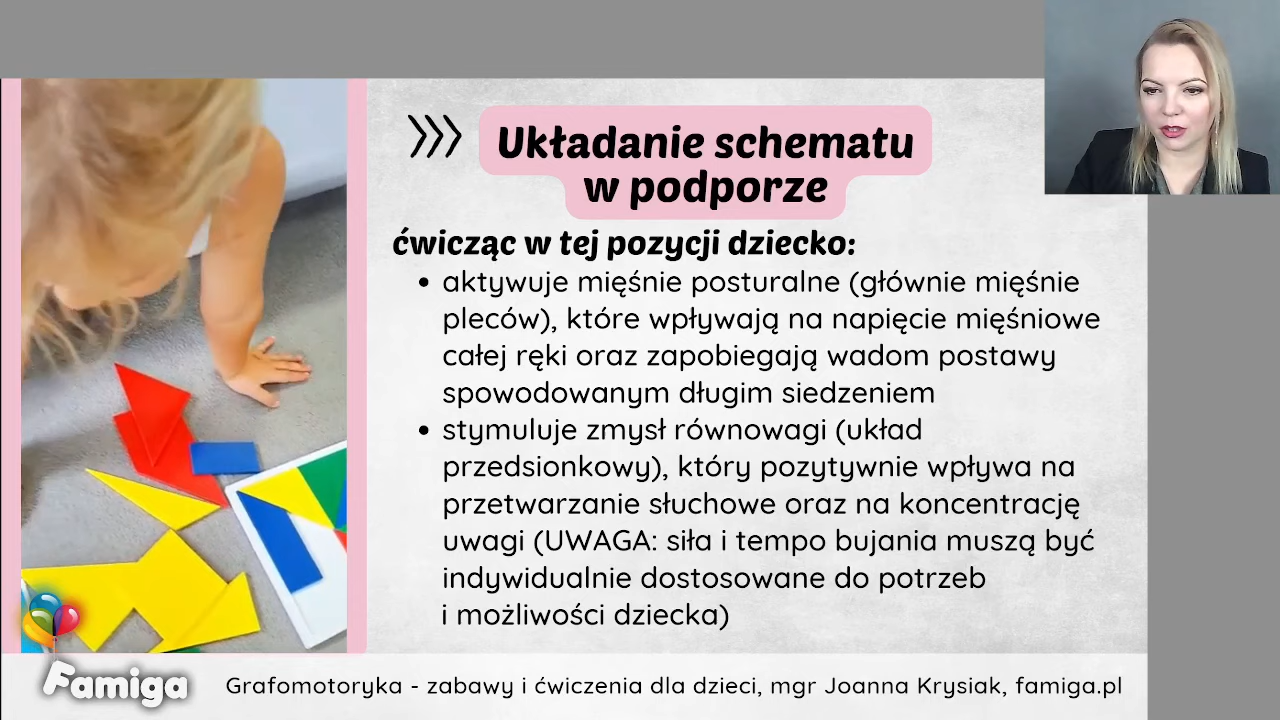 Układanie schematu
w podporze
ćwicząc w tej pozycji dziecko:
• aktywuje mięśnie posturalne (głównie mięśnie
pleców), które wpływają na napięcie mięśniowe
całej ręki oraz zapobiegają wadom postawy
spowodowanym długim siedzeniem
• stymuluje zmysł równowagi (układ
przedsionkowy), który pozytywnie wpływa na
przetwarzanie słuchowe oraz na koncentrację
uwagi (UWAGA: siła i tempo bujania muszą być
indywidualnie dostosowane do potrzeb
i możliwości dziecka)
Famiga
Grafomotoryka - zabawy i ćwiczenia dla dzieci, mgr Joanna Krysiak, famiga.pl